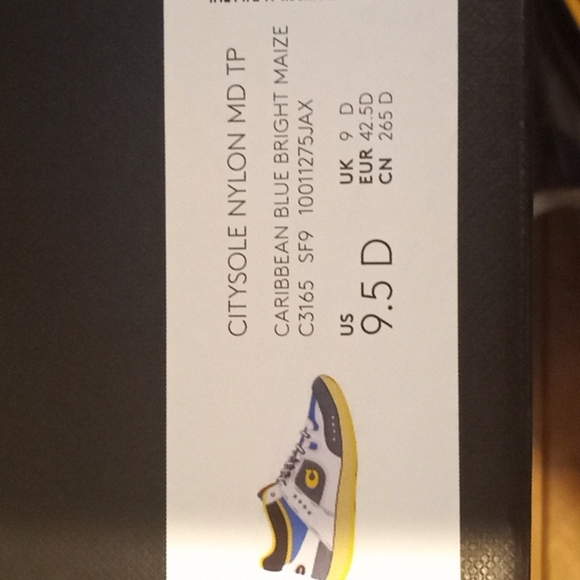 CITYSOLE NYLON MD TP
CARIBBEAN BLUE BRIGHT MAIZE
C3165 SF9 10011275JAX
US
9.5 D
UK 9 D
EUR 42.5D
CN 265 D